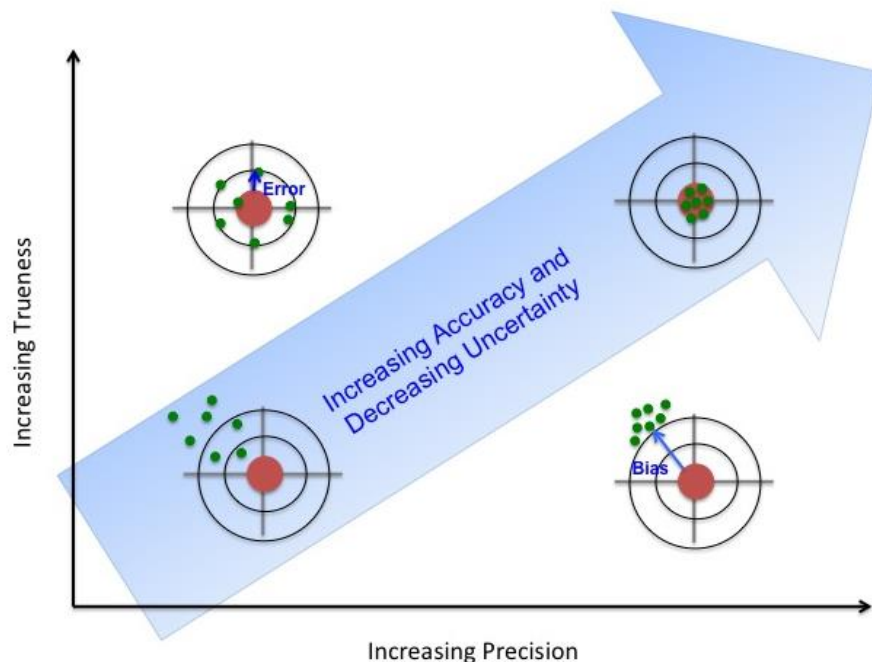 Error
Increasing Accuracy and
Decreasing Uncertainty
Increasing Trueness
Bias
Increasing Precision